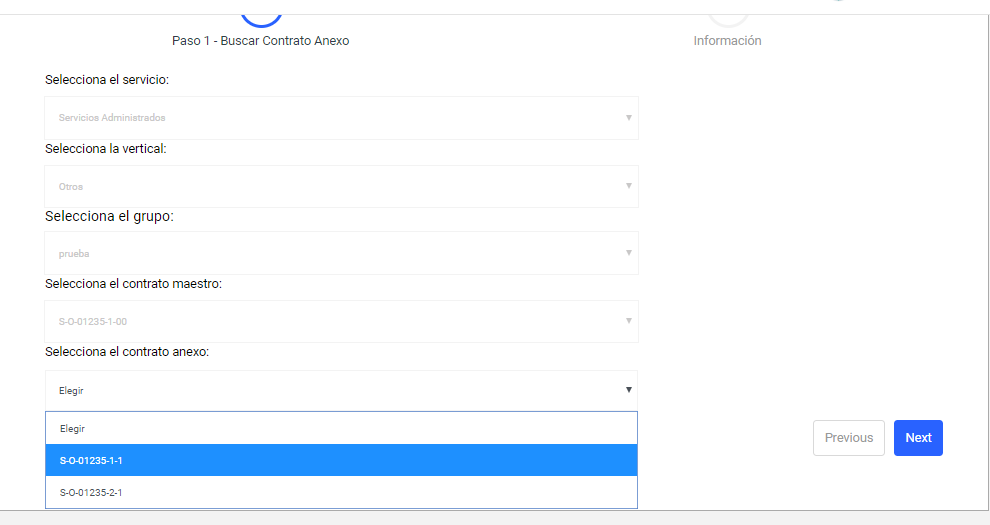 Paso 1 - Buscar Contrato Anexo
Información
Selecciona el servicio:
Servicios Administrados
Selecciona la vertical:
Otros
Selecciona el grupo:
prueba
Selecciona el contrato maestro:
S-O-01235-1-00
Selecciona el contrato anexo:
Elegir
Elegir
S-O-01235-1-1
S-O-01235-2-1
Previous
Next